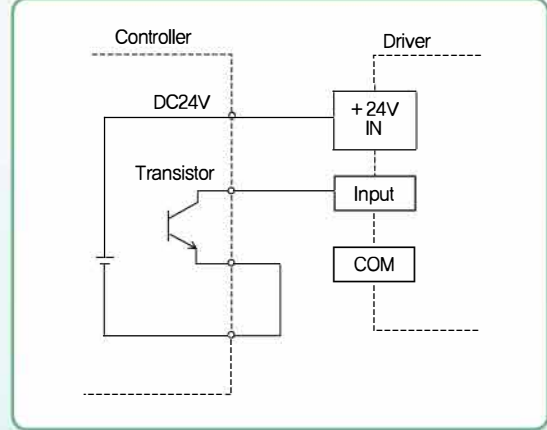 Controller
Driver
DC24V
+24V
IN
Transistor
Input
COM